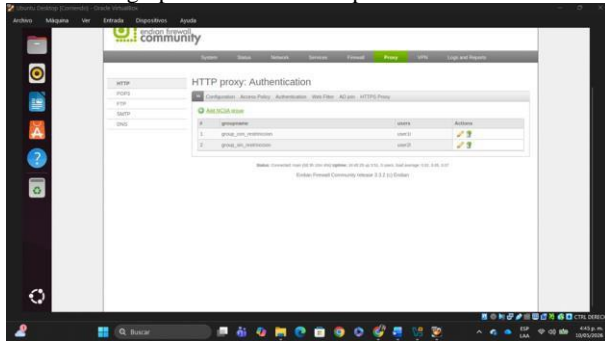 Ubuntu Desktop [Corriendo] - Oracle VirtualBox
Archivo Máquina Ver Entrada Dispositivos Ayuda
endian firewall
community
System Status Network Services Firewall Proxy VPN Logs and Reports
HTTP
POP3
FTP
SMTP
DNS
HTTP proxy: Authentication
Configuration Access Policy Authentication Web Filter AD join HTTPS Proxy
Add NCSA group
# groupname users Actions
1 user1
2 user2
Status:
Endian Firewall Community release 3.3.2 (c) Endian
CTRL DERECHO
Buscar
ESP
LAA
4:45 p. m.
10/05/2026